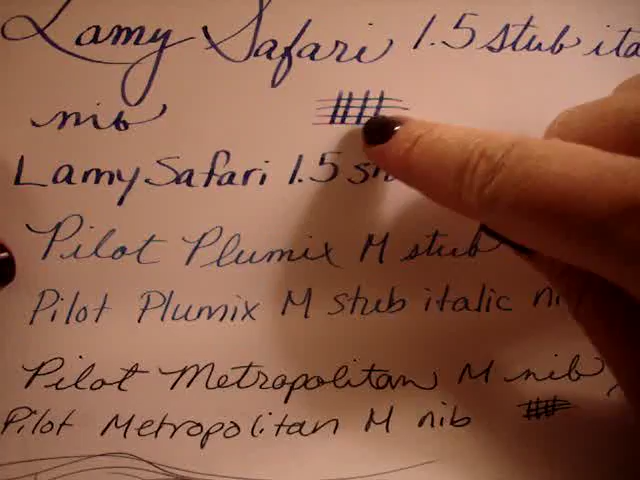 Lamy Safari 1.5 stub ita
nib
Lamy Safari 1.5 s
Pilot Plumix M stub
Pilot Plumix M stub italic ni
Pilot Metropolitan M nib
Pilot Metropolitan M nib